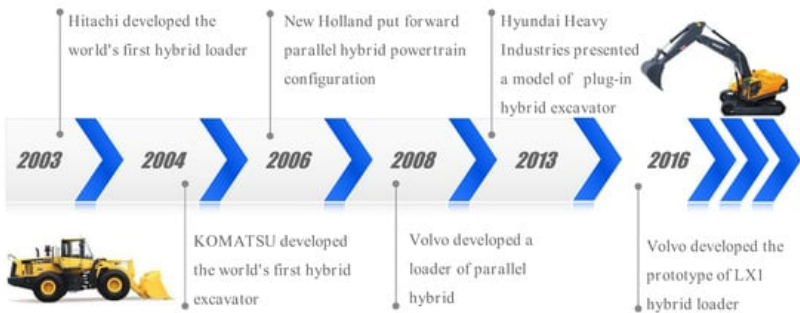 Hitachi developed the
world's first hybrid loader
New Holland put forward
parallel hybrid powertrain
configuration
Hyundai Heavy
Industries presented
a model of plug-in
hybrid excavator
2003
2004
2006
2008
2013
2016
KOMATSU developed
the world's first hybrid
excavator
Volvo developed a
loader of parallel
hybrid
Volvo developed the
prototype of LX1
hybrid loader